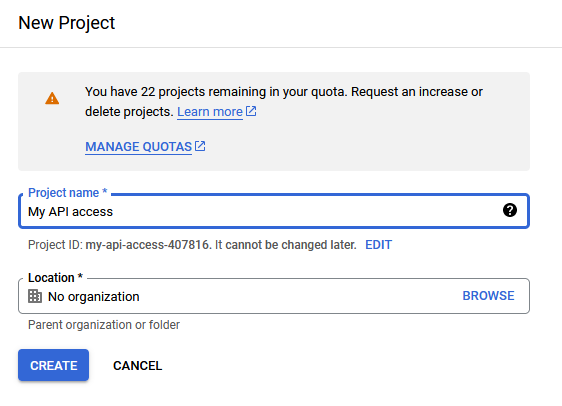 New Project
You have 22 projects remaining in your quota. Request an increase or
delete projects. Learn more
MANAGE QUOTAS
Project name *
My API access
Project ID: my-api-access-407816. It cannot be changed later. EDIT
Location *
No organization BROWSE
Parent organization or folder
CREATE CANCEL